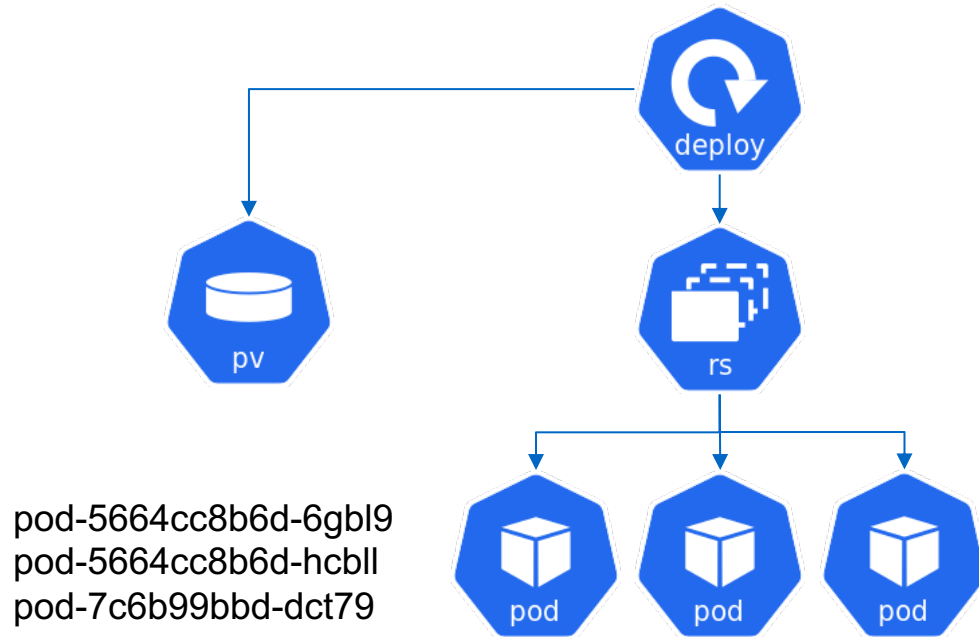 deploy
pv
rs
pod-5664cc8b6d-6gbl9
pod-5664cc8b6d-hcbll
pod-7c6b99bbd-dct79
pod
pod
pod